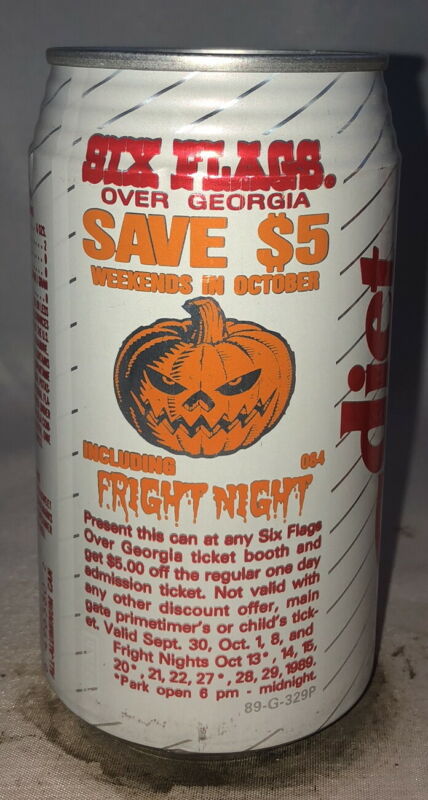 SIX FLAGS.
OVER GEORGIA
SAVE $5
WEEKENDS IN OCTOBER
INCLUDING 064
FRIGHT NIGHT
Present this can at any Six Flags
Over Georgia ticket booth and
get $5.00 off the regular one day
admission ticket. Not valid with
any other discount offer, main
gate primetimer's or child's tick-
et. Valid Sept. 30, Oct. 1, 8, and
Fright Nights Oct 13*, 14, 15,
20*, 21, 22, 27*, 28, 29, 1989.
*Park open 6 pm - midnight.
89-G-329P
diet